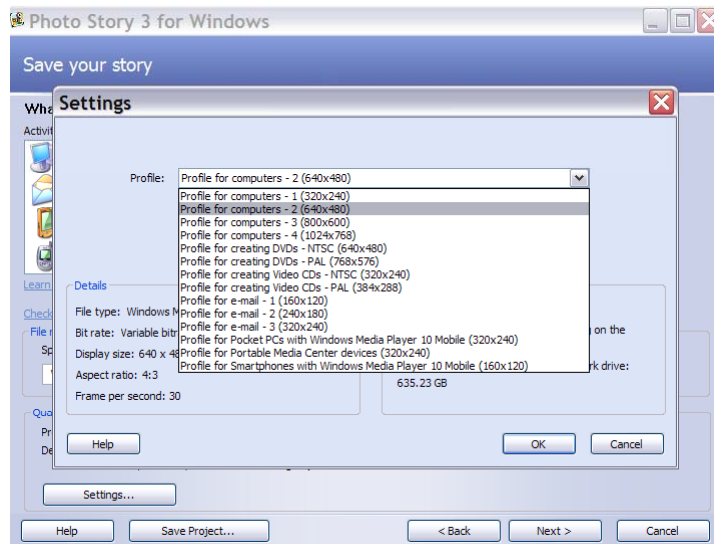 Photo Story 3 for Windows
Save your story
Wha
Settings
Activit
Profile: Profile for computers - 2 (640x480)
Profile for computers - 1 (320x240)
Profile for computers - 2 (640x480)
Profile for computers - 3 (800x600)
Profile for computers - 4 (1024x768)
Profile for creating DVDs - NTSC (640x480)
Profile for creating DVDs - PAL (768x576)
Profile for creating Video CDs - NTSC (320x240)
Profile for creating Video CDs - PAL (384x288)
Profile for e-mail - 1 (160x120)
Profile for e-mail - 2 (240x180)
Profile for e-mail - 3 (320x240)
Profile for Pocket PCs with Windows Media Player 10 Mobile (320x240)
Profile for Portable Media Center devices (320x240)
Profile for Smartphones with Windows Media Player 10 Mobile (160x120)
Learn
Details
Check
File type: Windows M
File n
Bit rate: Variable bitr
on the
Sp
Display size: 640 x 48
Aspect ratio: 4:3
rk drive:
635.23 GB
Frame per second: 30
Qua
Pr
De
Help
OK
Cancel
Settings...
Help
Save Project...
< Back
Next >
Cancel